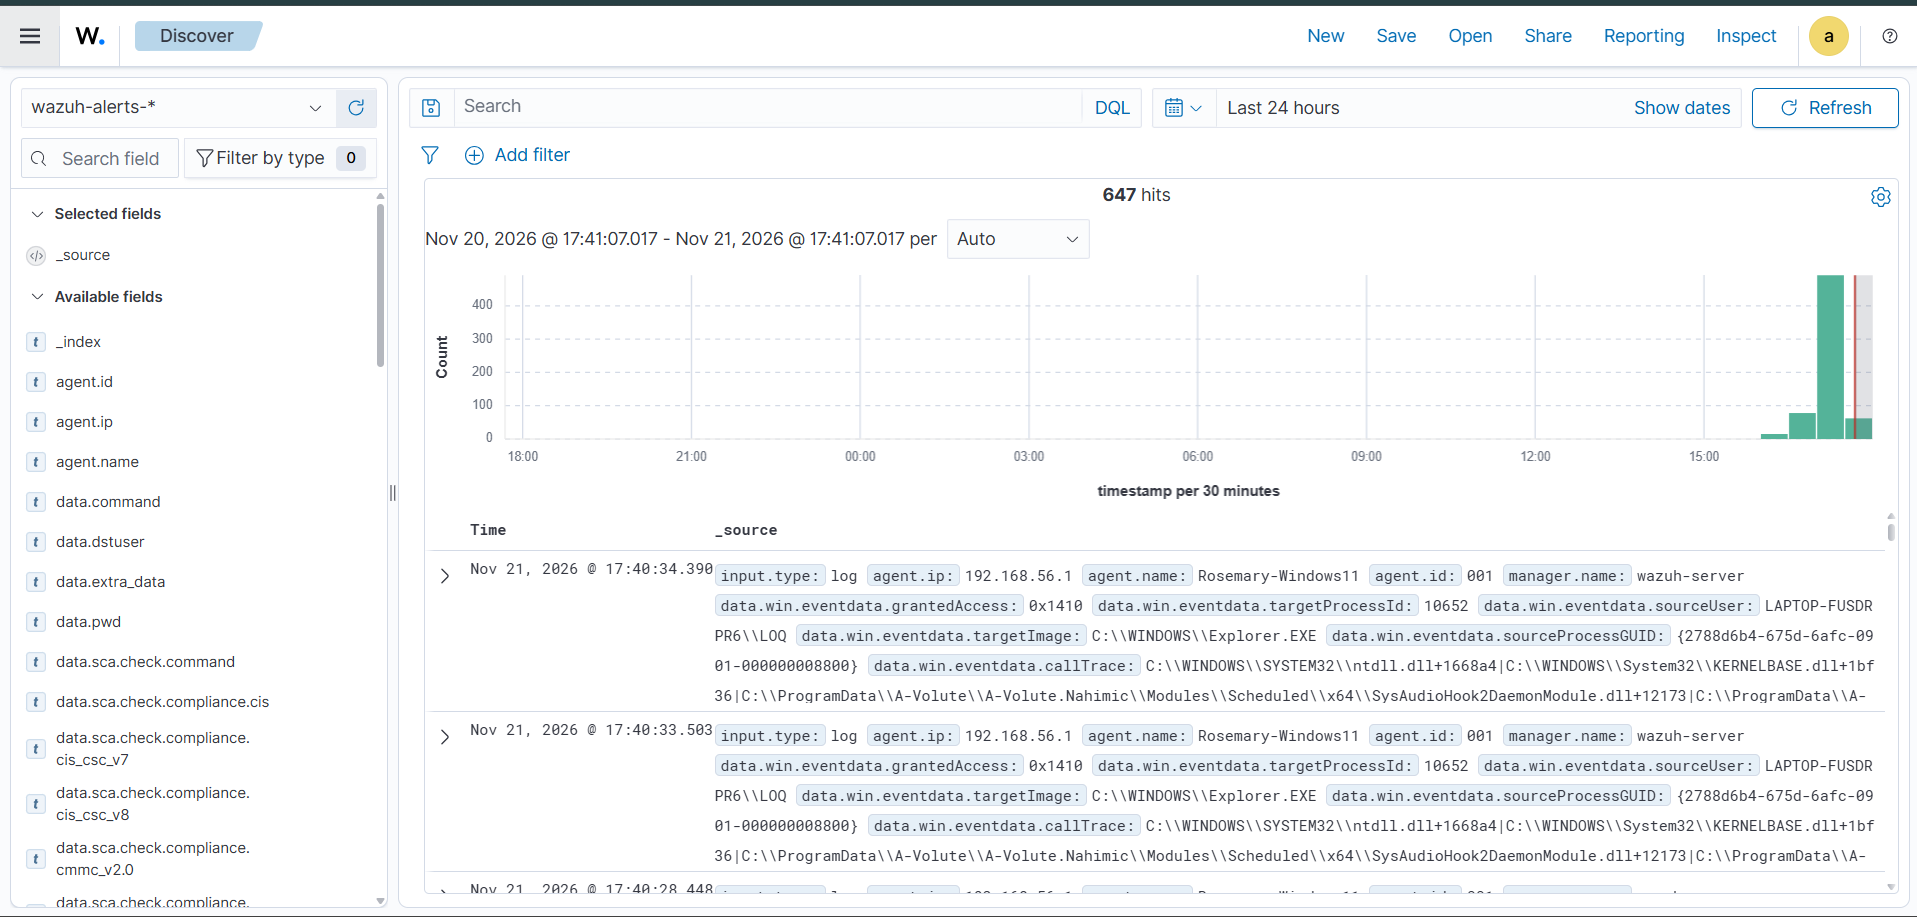 W.
Discover
New
Save
Open
Share
Reporting
Inspect
a
wazuh-alerts-*
Search field
Filter by type 0
Selected fields
_source
Available fields
t _index
t agent.id
t agent.ip
t agent.name
t data.command
t data.dstuser
t data.extra_data
t data.pwd
t data.sca.check.command
t data.sca.check.compliance.cis
t data.sca.check.compliance.
cis_csc_v7
t data.sca.check.compliance.
cis_csc_v8
t data.sca.check.compliance.
cmmc_v2.0
data.sca.check.compliance.
Search
DQL
Last 24 hours
Show dates
Refresh
Add filter
647 hits
Nov 20, 2026 @ 17:41:07.017 - Nov 21, 2026 @ 17:41:07.017 per
Auto
Count
400
300
200
100
0
18:00 21:00 00:00 03:00 06:00 09:00 12:00 15:00
timestamp per 30 minutes
Time _source
Nov 21, 2026 @ 17:40:34.390
input.type: log agent.ip: 192.168.56.1 agent.name: Rosemary-Windows11 agent.id: 001 manager.name: wazuh-server
data.win.eventdata.grantedAccess: 0x1410 data.win.eventdata.targetProcessId: 10652 data.win.eventdata.sourceUser: LAPTOP-FUSDR
PR6\\LOQ data.win.eventdata.targetImage: C:\\WINDOWS\\Explorer.EXE data.win.eventdata.sourceProcessGUID: {2788d6b4-675d-6afc-09
01-000000008800} data.win.eventdata.callTrace: C:\\WINDOWS\\SYSTEM32\\ntdll.dll+1668a4|C:\\WINDOWS\\System32\\KERNELBASE.dll+1bf
36|C:\\ProgramData\\A-Volute\\A-Volute.Nahimic\\Modules\\Scheduled\\x64\\SysAudioHook2DaemonModule.dll+12173|C:\\ProgramData\\A-
Nov 21, 2026 @ 17:40:33.503
input.type: log agent.ip: 192.168.56.1 agent.name: Rosemary-Windows11 agent.id: 001 manager.name: wazuh-server
data.win.eventdata.grantedAccess: 0x1410 data.win.eventdata.targetProcessId: 10652 data.win.eventdata.sourceUser: LAPTOP-FUSDR
PR6\\LOQ data.win.eventdata.targetImage: C:\\WINDOWS\\Explorer.EXE data.win.eventdata.sourceProcessGUID: {2788d6b4-675d-6afc-09
01-000000008800} data.win.eventdata.callTrace: C:\\WINDOWS\\SYSTEM32\\ntdll.dll+1668a4|C:\\WINDOWS\\System32\\KERNELBASE.dll+1bf
36|C:\\ProgramData\\A-Volute\\A-Volute.Nahimic\\Modules\\Scheduled\\x64\\SysAudioHook2DaemonModule.dll+12173|C:\\ProgramData\\A-
Nov 21, 2026 @ 17:40:28.448